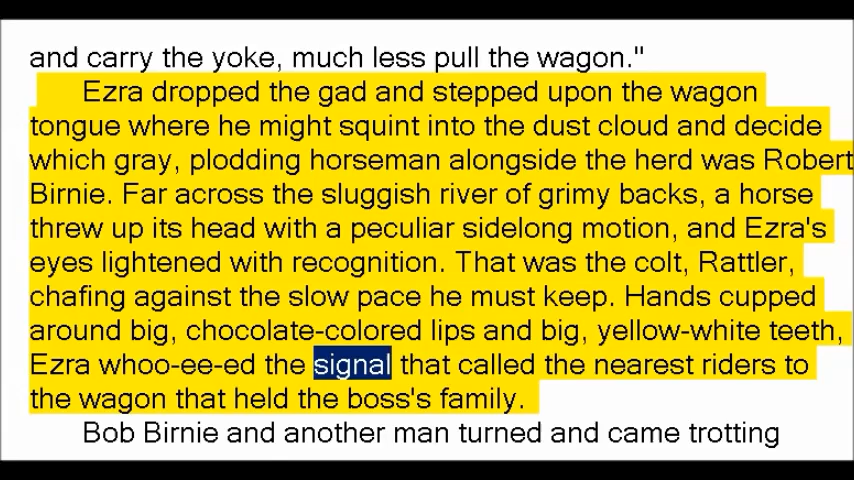 and carry the yoke, much less pull the wagon."
Ezra dropped the gad and stepped upon the wagon
tongue where he might squint into the dust cloud and decide
which gray, plodding horseman alongside the herd was Robert
Birnie. Far across the sluggish river of grimy backs, a horse
threw up its head with a peculiar sidelong motion, and Ezra's
eyes lightened with recognition. That was the colt, Rattler,
chafing against the slow pace he must keep. Hands cupped
around big, chocolate-colored lips and big, yellow-white teeth,
Ezra whoo-ee-ed the signal that called the nearest riders to
the wagon that held the boss's family.
Bob Birnie and another man turned and came trotting